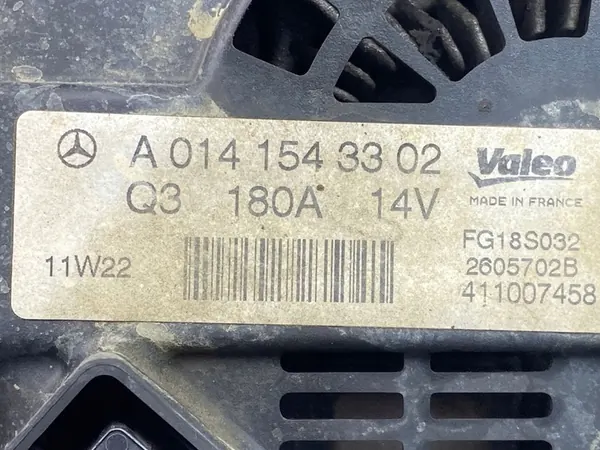 A 014 154 33 02
Valeo
Q3 180A 14V
MADE IN FRANCE
FG18S032
11W22
2605702B
411007458